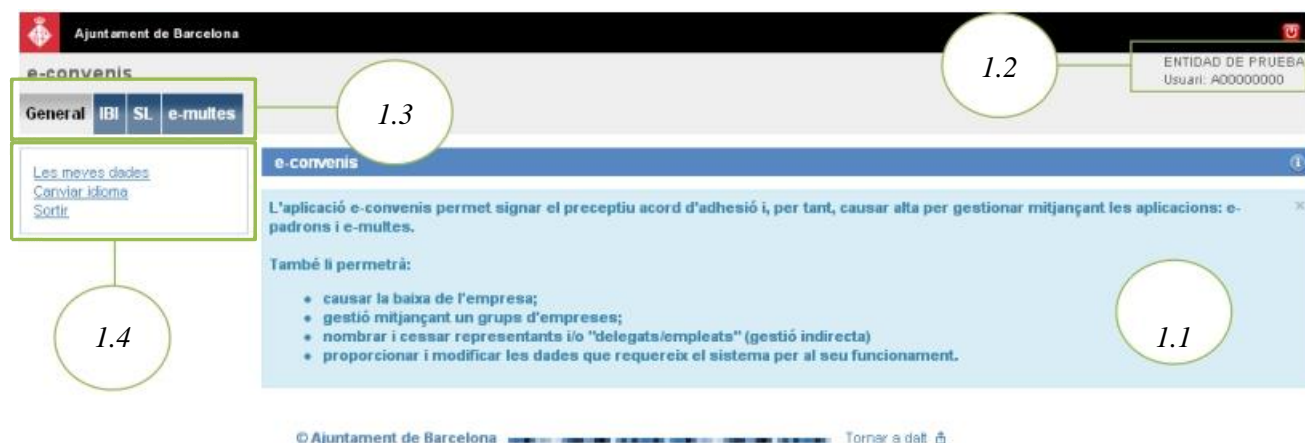 Ajuntament de Barcelona
e-convenis
1.2
ENTIDAD DE PRUEBA
Usuari: A00000000
General IBI SL e-multes
1.3
Les meves dades
Canviar idioma
Sortir
e-convenis
L'aplicació e-convenis permet signar el preceptiu acord d'adhesió i, per tant, causar alta per gestionar mitjançant les aplicacions: e-
padrons i e-multes.
També li permetrà:
• causar la baixa de l'empresa;
• gestió mitjançant un grups d'empreses;
• nombrar i cessar representants i/o "delegats/empleats" (gestió indirecta)
• proporcionar i modificar les dades que requereix el sistema per al seu funcionament.
1.4
1.1
© Ajuntament de Barcelona Tornar a dalt